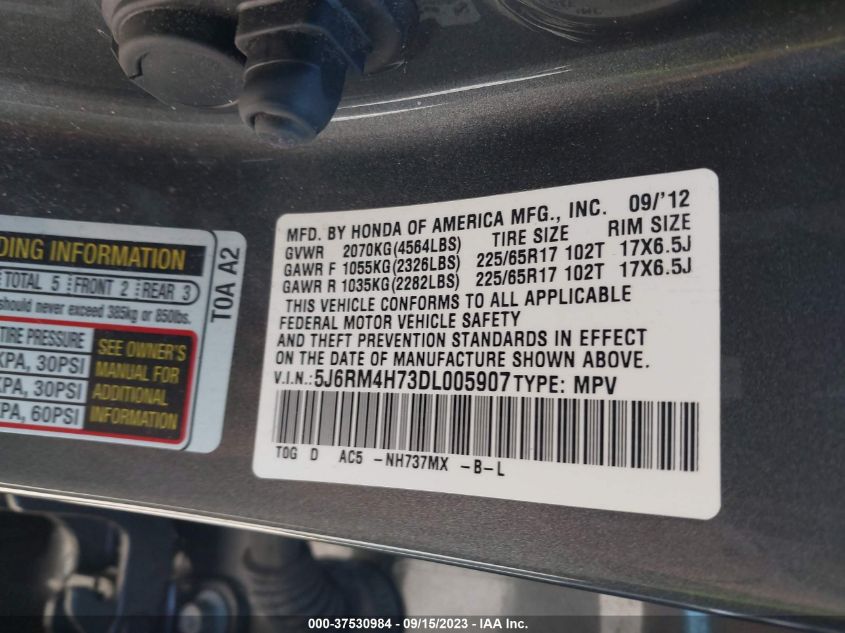 DING INFORMATION
TOTAL 5 FRONT 2 REAR 3
should never exceed 385kg or 850lbs.
TIRE PRESSURE
KPA, 30PSI
KPA, 30PSI
KPA, 60PSI
SEE OWNER'S
MANUAL FOR
ADDITIONAL
INFORMATION
T0A A2
MFD. BY HONDA OF AMERICA MFG., INC. 09/'12
GVWR 2070KG(4564LBS) TIRE SIZE RIM SIZE
GAWR F 1055KG(2326LBS) 225/65R17 102T 17X6.5J
GAWR R 1035KG(2282LBS) 225/65R17 102T 17X6.5J
THIS VEHICLE CONFORMS TO ALL APPLICABLE
FEDERAL MOTOR VEHICLE SAFETY
AND THEFT PREVENTION STANDARDS IN EFFECT
ON THE DATE OF MANUFACTURE SHOWN ABOVE.
V.I.N.:5J6RM4H73DL005907 TYPE: MPV
T0G D AC5 -NH737MX -B-L
000-37530984 - 09/15/2023 - IAAI Inc.